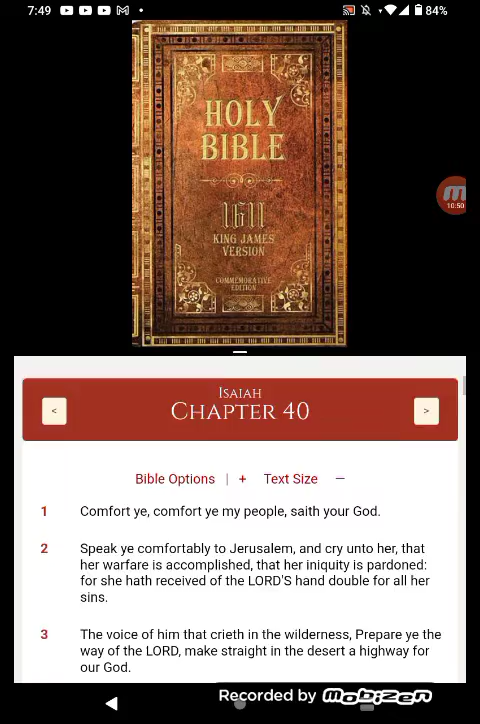 7:49
84%
HOLY
BIBLE
1611
KING JAMES
VERSION
COMMEMORATIVE
EDITION
10:50
ISAIAH
CHAPTER 40
<
>
Bible Options | + Text Size —
1 Comfort ye, comfort ye my people, saith your God.
2 Speak ye comfortably to Jerusalem, and cry unto her, that
her warfare is accomplished, that her iniquity is pardoned:
for she hath received of the LORD'S hand double for all her
sins.
3 The voice of him that crieth in the wilderness, Prepare ye the
way of the LORD, make straight in the desert a highway for
our God.
Recorded by Mobizen